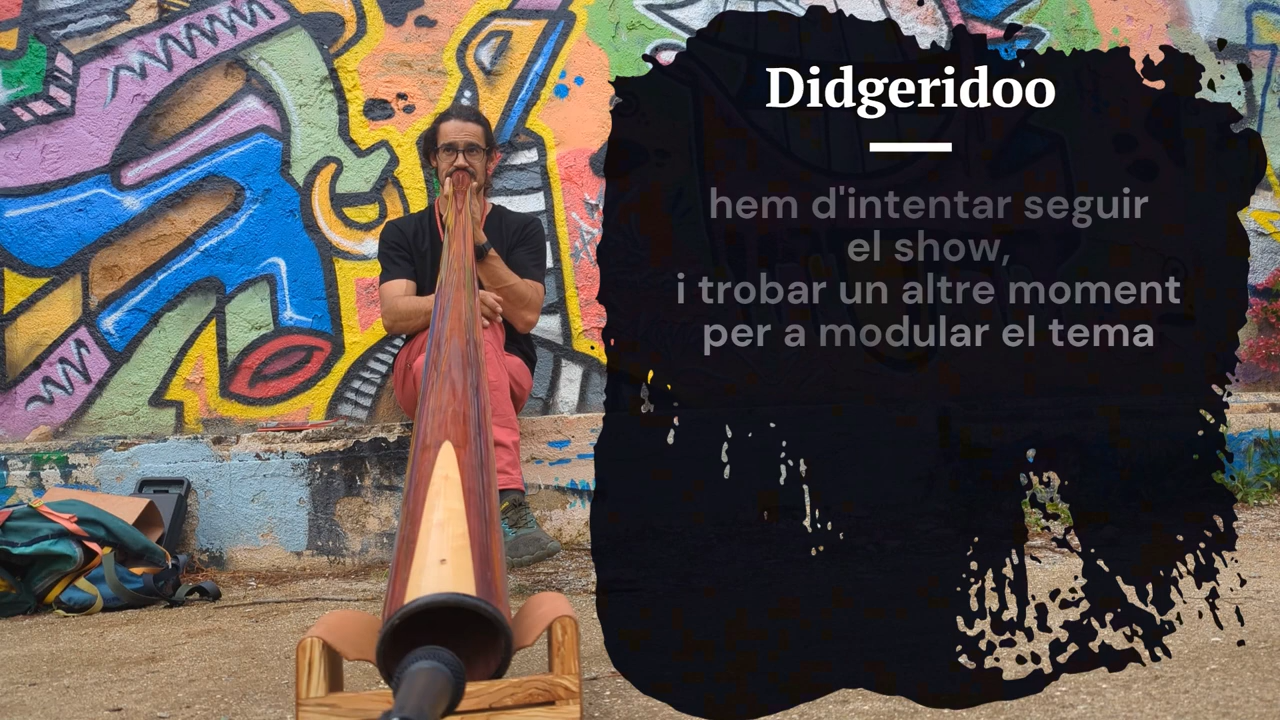 Didgeridoo
hem d'intentar seguir
el show,
i trobar un altre moment
per a modular el tema